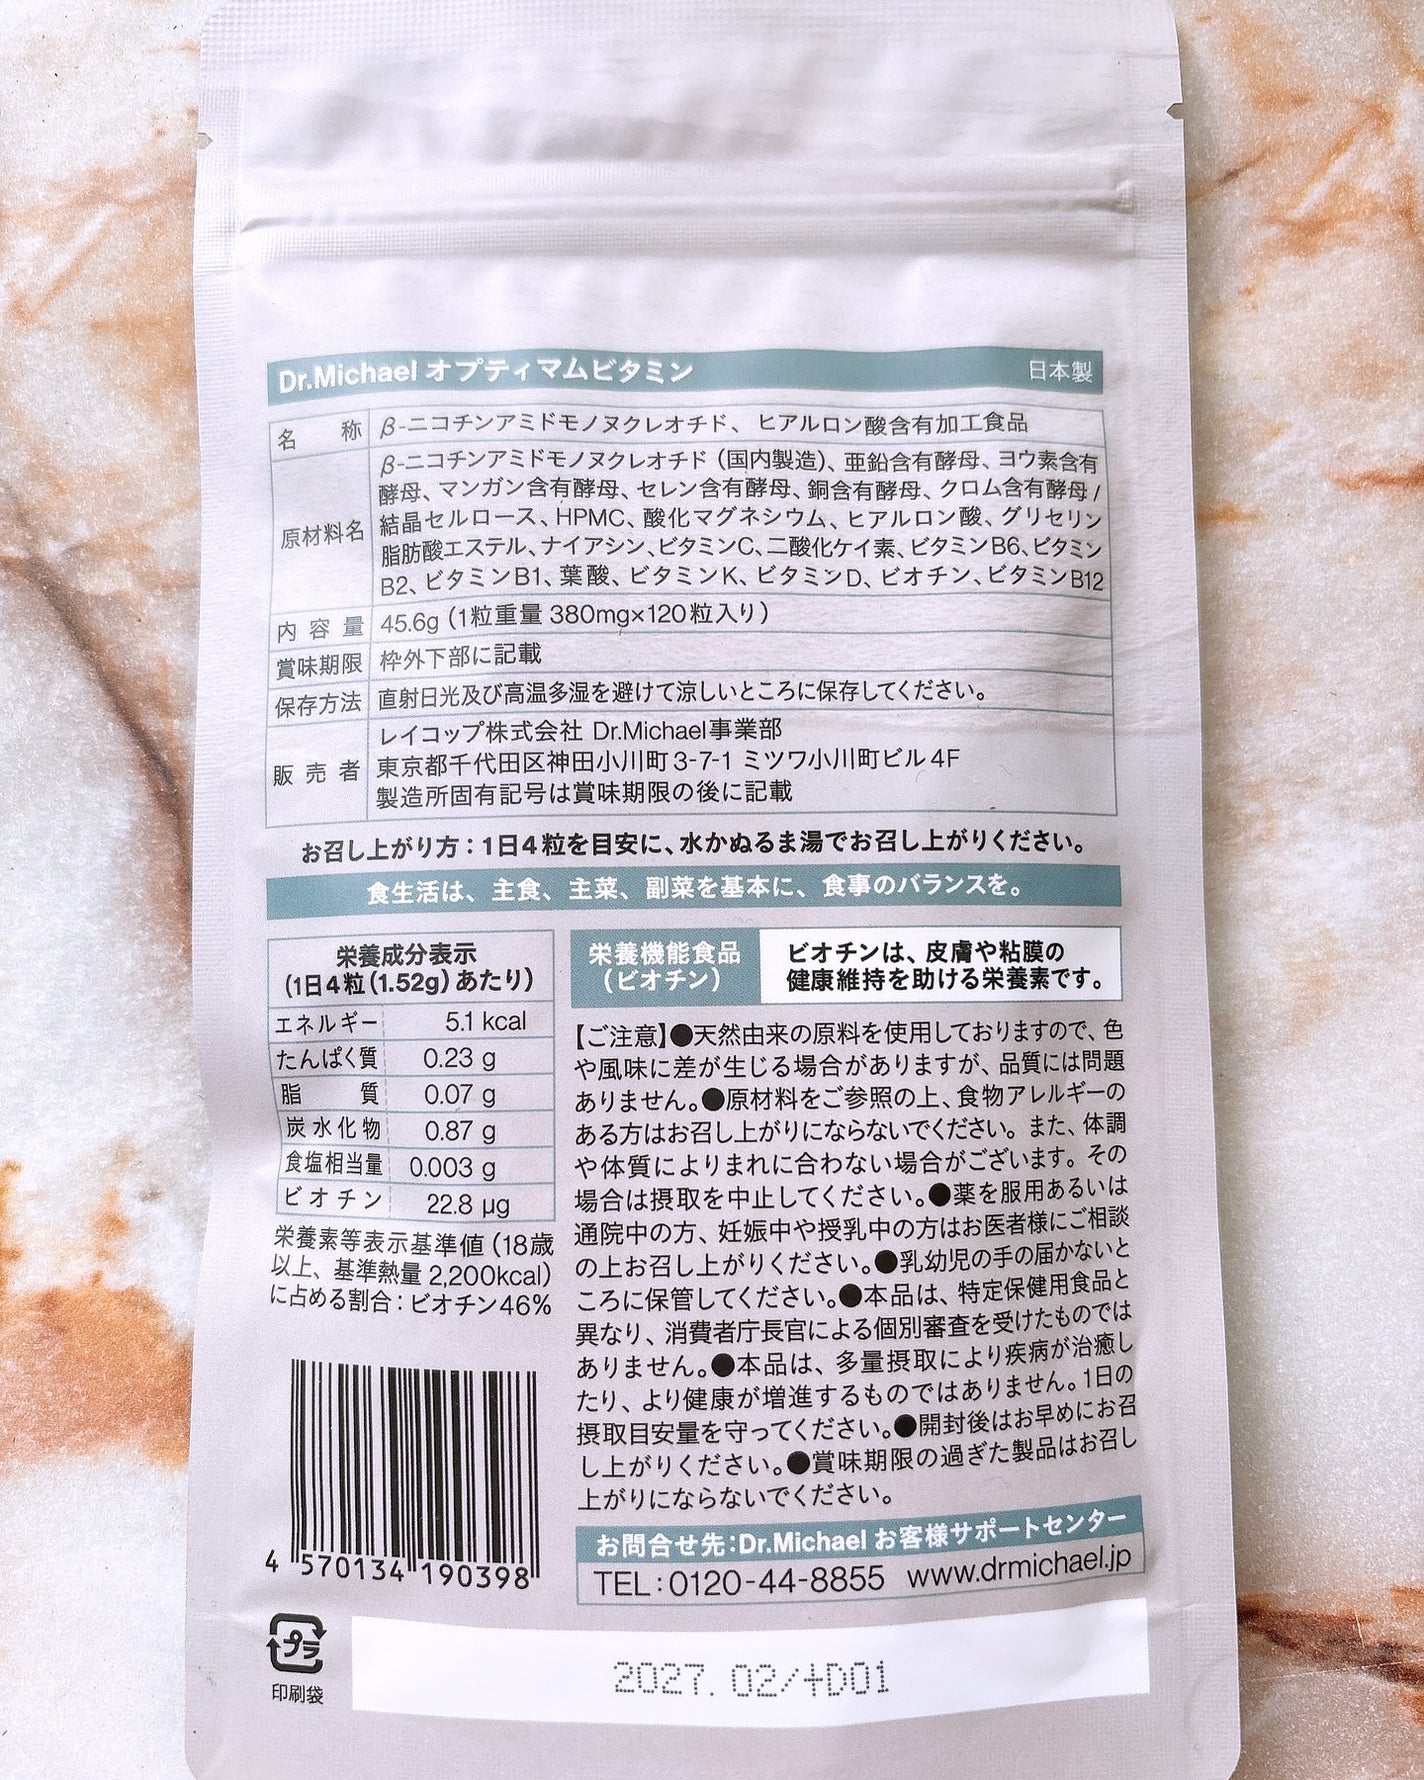 Dr.Michael オプティマムビタミン 日本製
名称 β-ニコチンアミドモノヌクレオチド、ヒアルロン酸含有加工食品
原材料名 β-ニコチンアミドモノヌクレオチド（国内製造）、亜鉛含有酵母、ヨウ素含有
酵母、マンガン含有酵母、セレン含有酵母、銅含有酵母、クロム含有酵母/
結晶セルロース、HPMC、酸化マグネシウム、ヒアルロン酸、グリセリン
脂肪酸エステル、ナイアシン、ビタミンC、二酸化ケイ素、ビタミンB6、ビタミン
B2、ビタミンB1、葉酸、ビタミンK、ビタミンD、ビオチン、ビタミンB12
内容量 45.6g（1粒重量 380mg×120粒入り）
賞味期限 枠外下部に記載
保存方法 直射日光及び高温多湿を避けて涼しいところに保存してください。
販売者 レイコップ株式会社 Dr.Michael事業部
東京都千代田区神田小川町3-7-1 ミツワ小川町ビル4F
製造所固有記号は賞味期限の後に記載
お召し上がり方：1日4粒を目安に、水かぬるま湯でお召し上がりください。
食生活は、主食、主菜、副菜を基本に、食事のバランスを。
栄養成分表示
（1日4粒（1.52g）あたり）
エネルギー 5.1 kcal
たんぱく質 0.23 g
脂質 0.07 g
炭水化物 0.87 g
食塩相当量 0.003 g
ビオチン 22.8 μg
栄養素等表示基準値（18歳
以上、基準熱量 2,200kcal）
に占める割合：ビオチン46%
栄養機能食品
（ビオチン）
ビオチンは、皮膚や粘膜の
健康維持を助ける栄養素です。
【ご注意】●天然由来の原料を使用しておりますので、色
や風味に差が生じる場合がありますが、品質には問題
ありません。●原材料をご参照の上、食物アレルギーの
ある方はお召し上がりにならないでください。また、体調
や体質によりまれに合わない場合がございます。その
場合は摂取を中止してください。●薬を服用あるいは
通院中の方、妊娠中や授乳中の方はお医者様にご相談
の上お召し上がりください。●乳幼児の手の届かないと
ころに保管してください。●本品は、特定保健用食品と
異なり、消費者庁長官による個別審査を受けたものでは
ありません。●本品は、多量摂取により疾病が治癒し
たり、より健康が増進するものではありません。1日の
摂取目安量を守ってください。●開封後はお早めにお召
し上がりください。●賞味期限の過ぎた製品はお召し
上がりにならないでください。
お問合せ先：Dr.Michael お客様サポートセンター
TEL：0120-44-8855 www.drmichael.jp
4 570134 190398
プラ
印刷袋
2027. 02/+D01